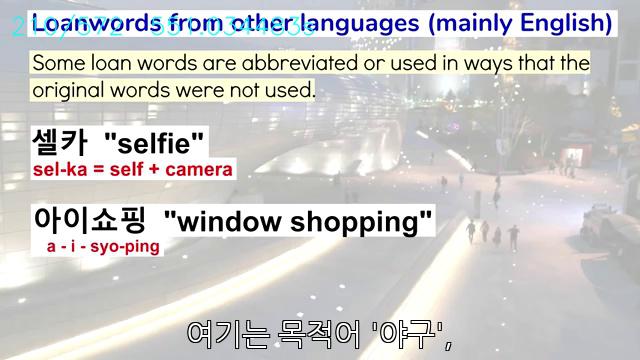 Loanwords from other languages (mainly English)
Some loan words are abbreviated or used in ways that the
original words were not used.
셀카 "selfie"
sel-ka = self + camera
아이쇼핑 "window shopping"
a - i - syo-ping
여기는 목적어 '야구',